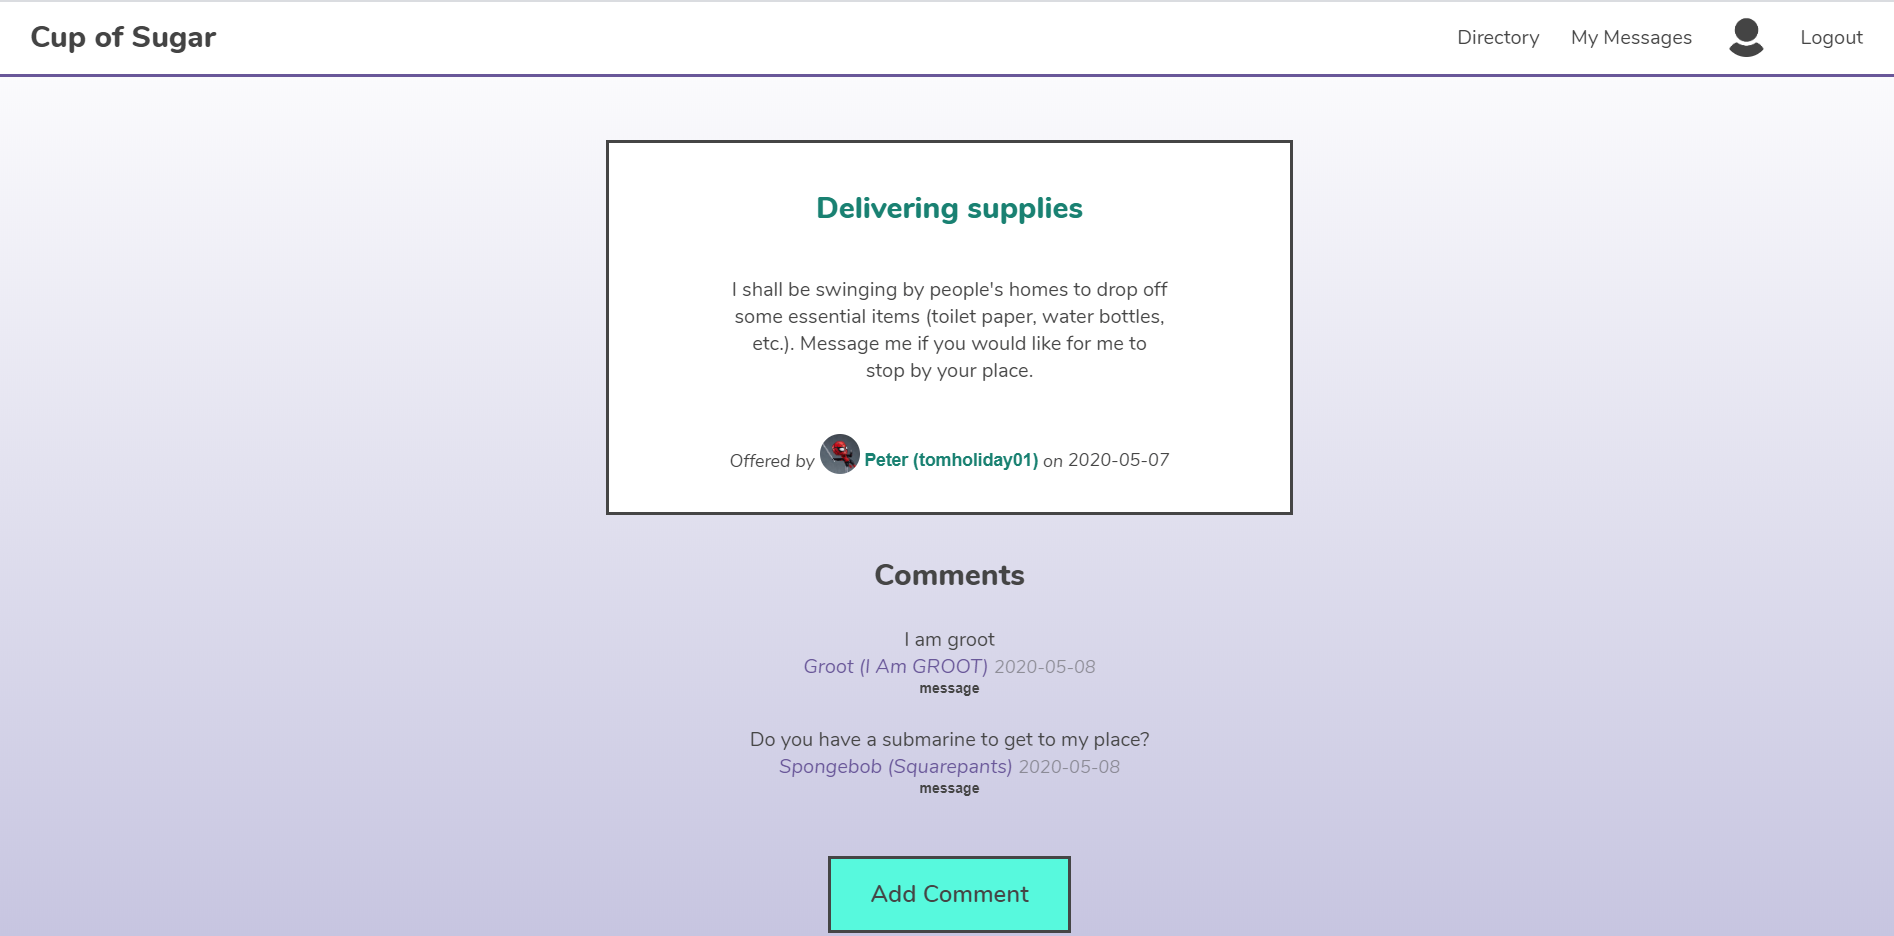 Cup of Sugar
Directory My Messages Logout
Delivering supplies
I shall be swinging by people's homes to drop off
some essential items (toilet paper, water bottles,
etc.). Message me if you would like for me to
stop by your place.
Offered by Peter (tomholiday01) on 2020-05-07
Comments
I am groot
Groot (I Am GROOT) 2020-05-08
message
Do you have a submarine to get to my place?
Spongebob (Squarepants) 2020-05-08
message
Add Comment